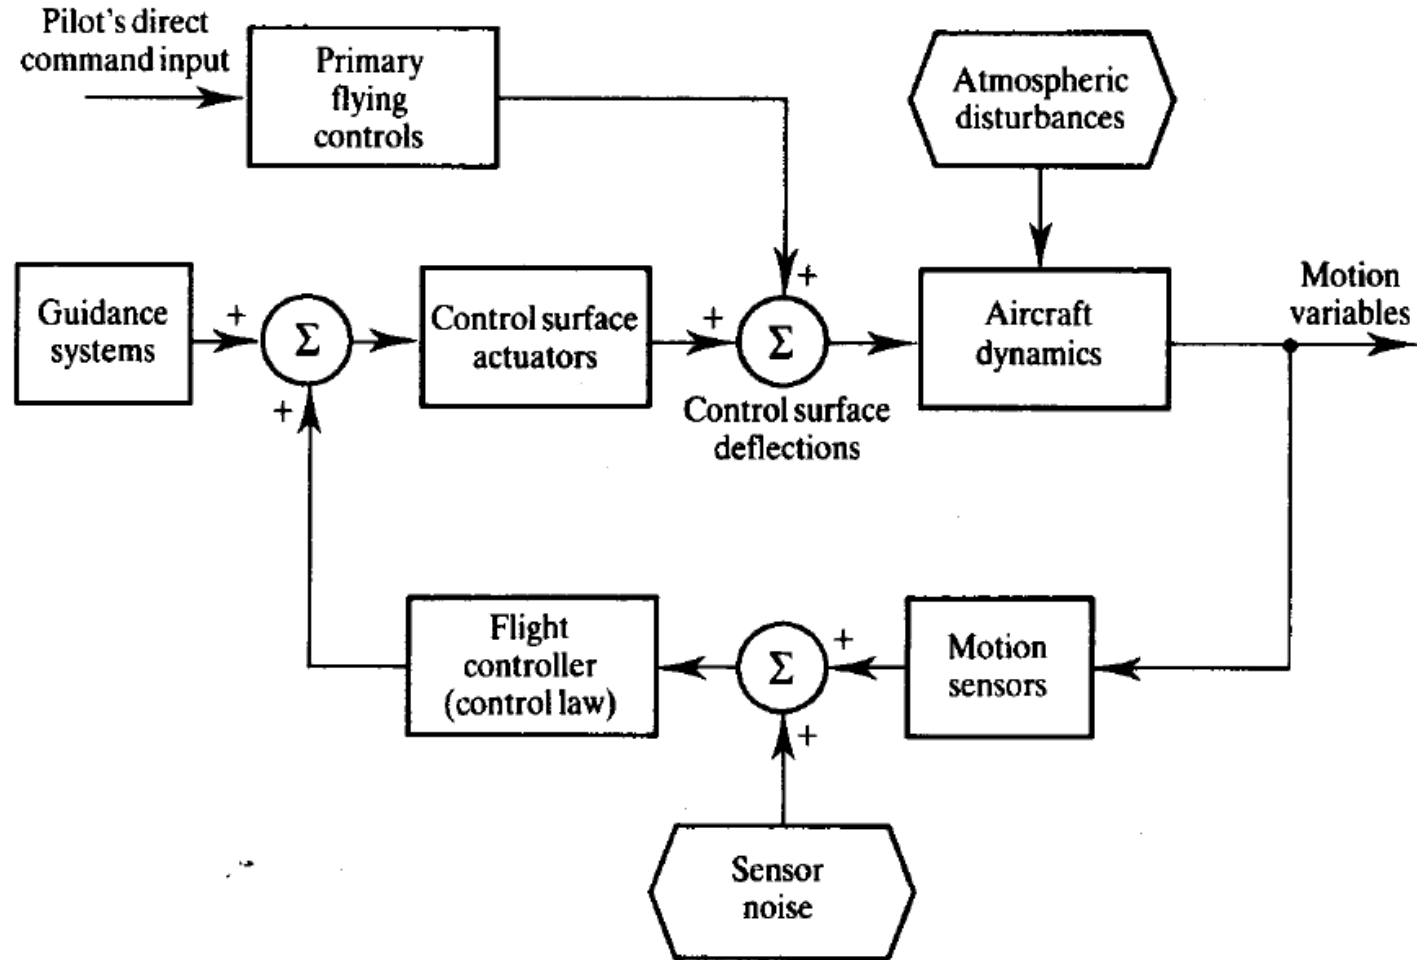 Pilot's direct
command input
Primary
flying
controls
Atmospheric
disturbances
+
Guidance
systems
+
Σ
Control surface
actuators
+
Σ
Aircraft
dynamics
Motion
variables
+
Control surface
deflections
Flight
controller
(control law)
Σ
+
Motion
sensors
+
Sensor
noise